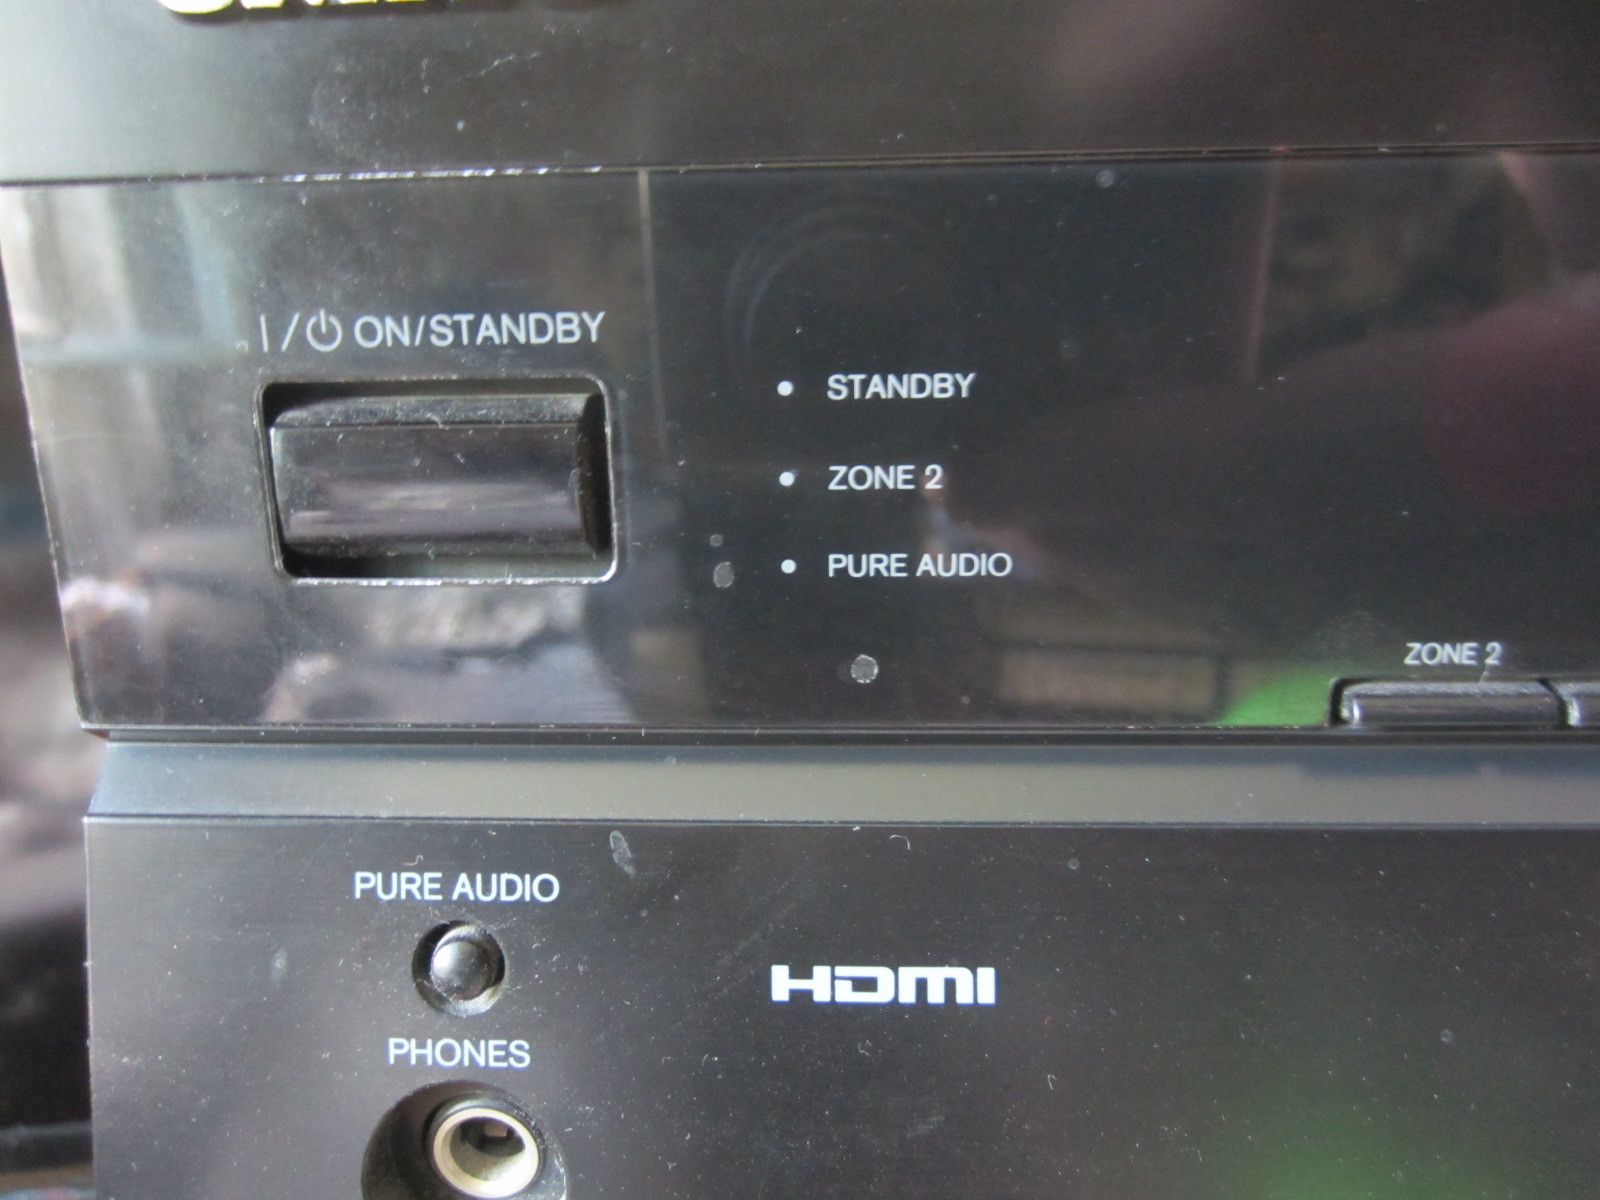 I/⏻ ON/STANDBY
STANDBY
ZONE 2
PURE AUDIO
ZONE 2
PURE AUDIO
HDMI
PHONES